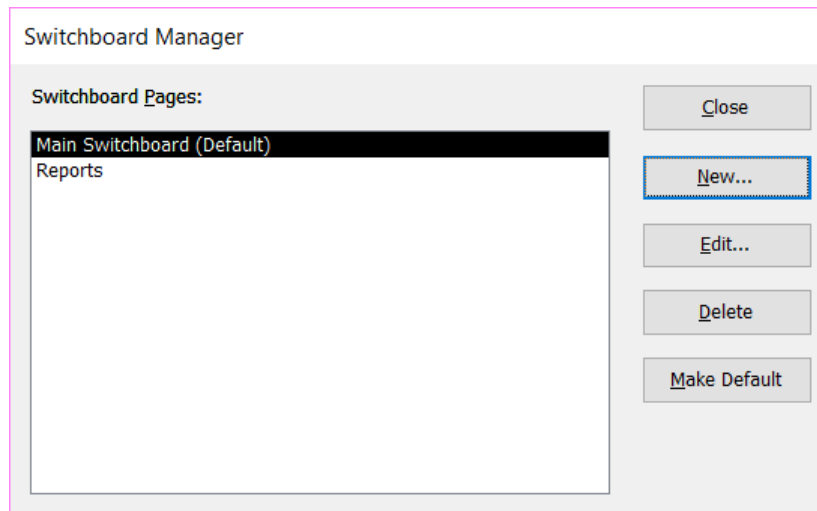 Switchboard Manager
Switchboard Pages:
Main Switchboard (Default)
Reports
Close
New...
Edit...
Delete
Make Default